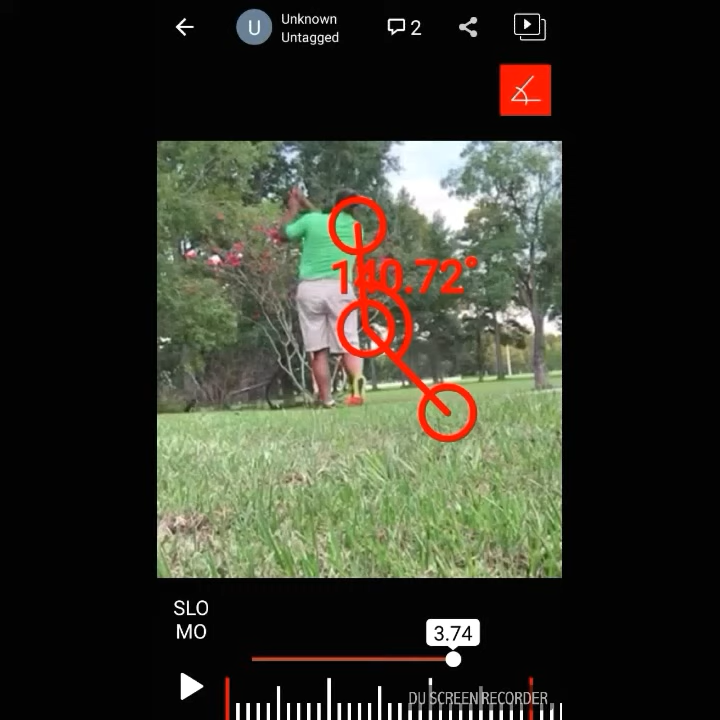 U
Unknown
Untagged
2
140.72°
SLO
MO
3.74
DU SCREEN RECORDER